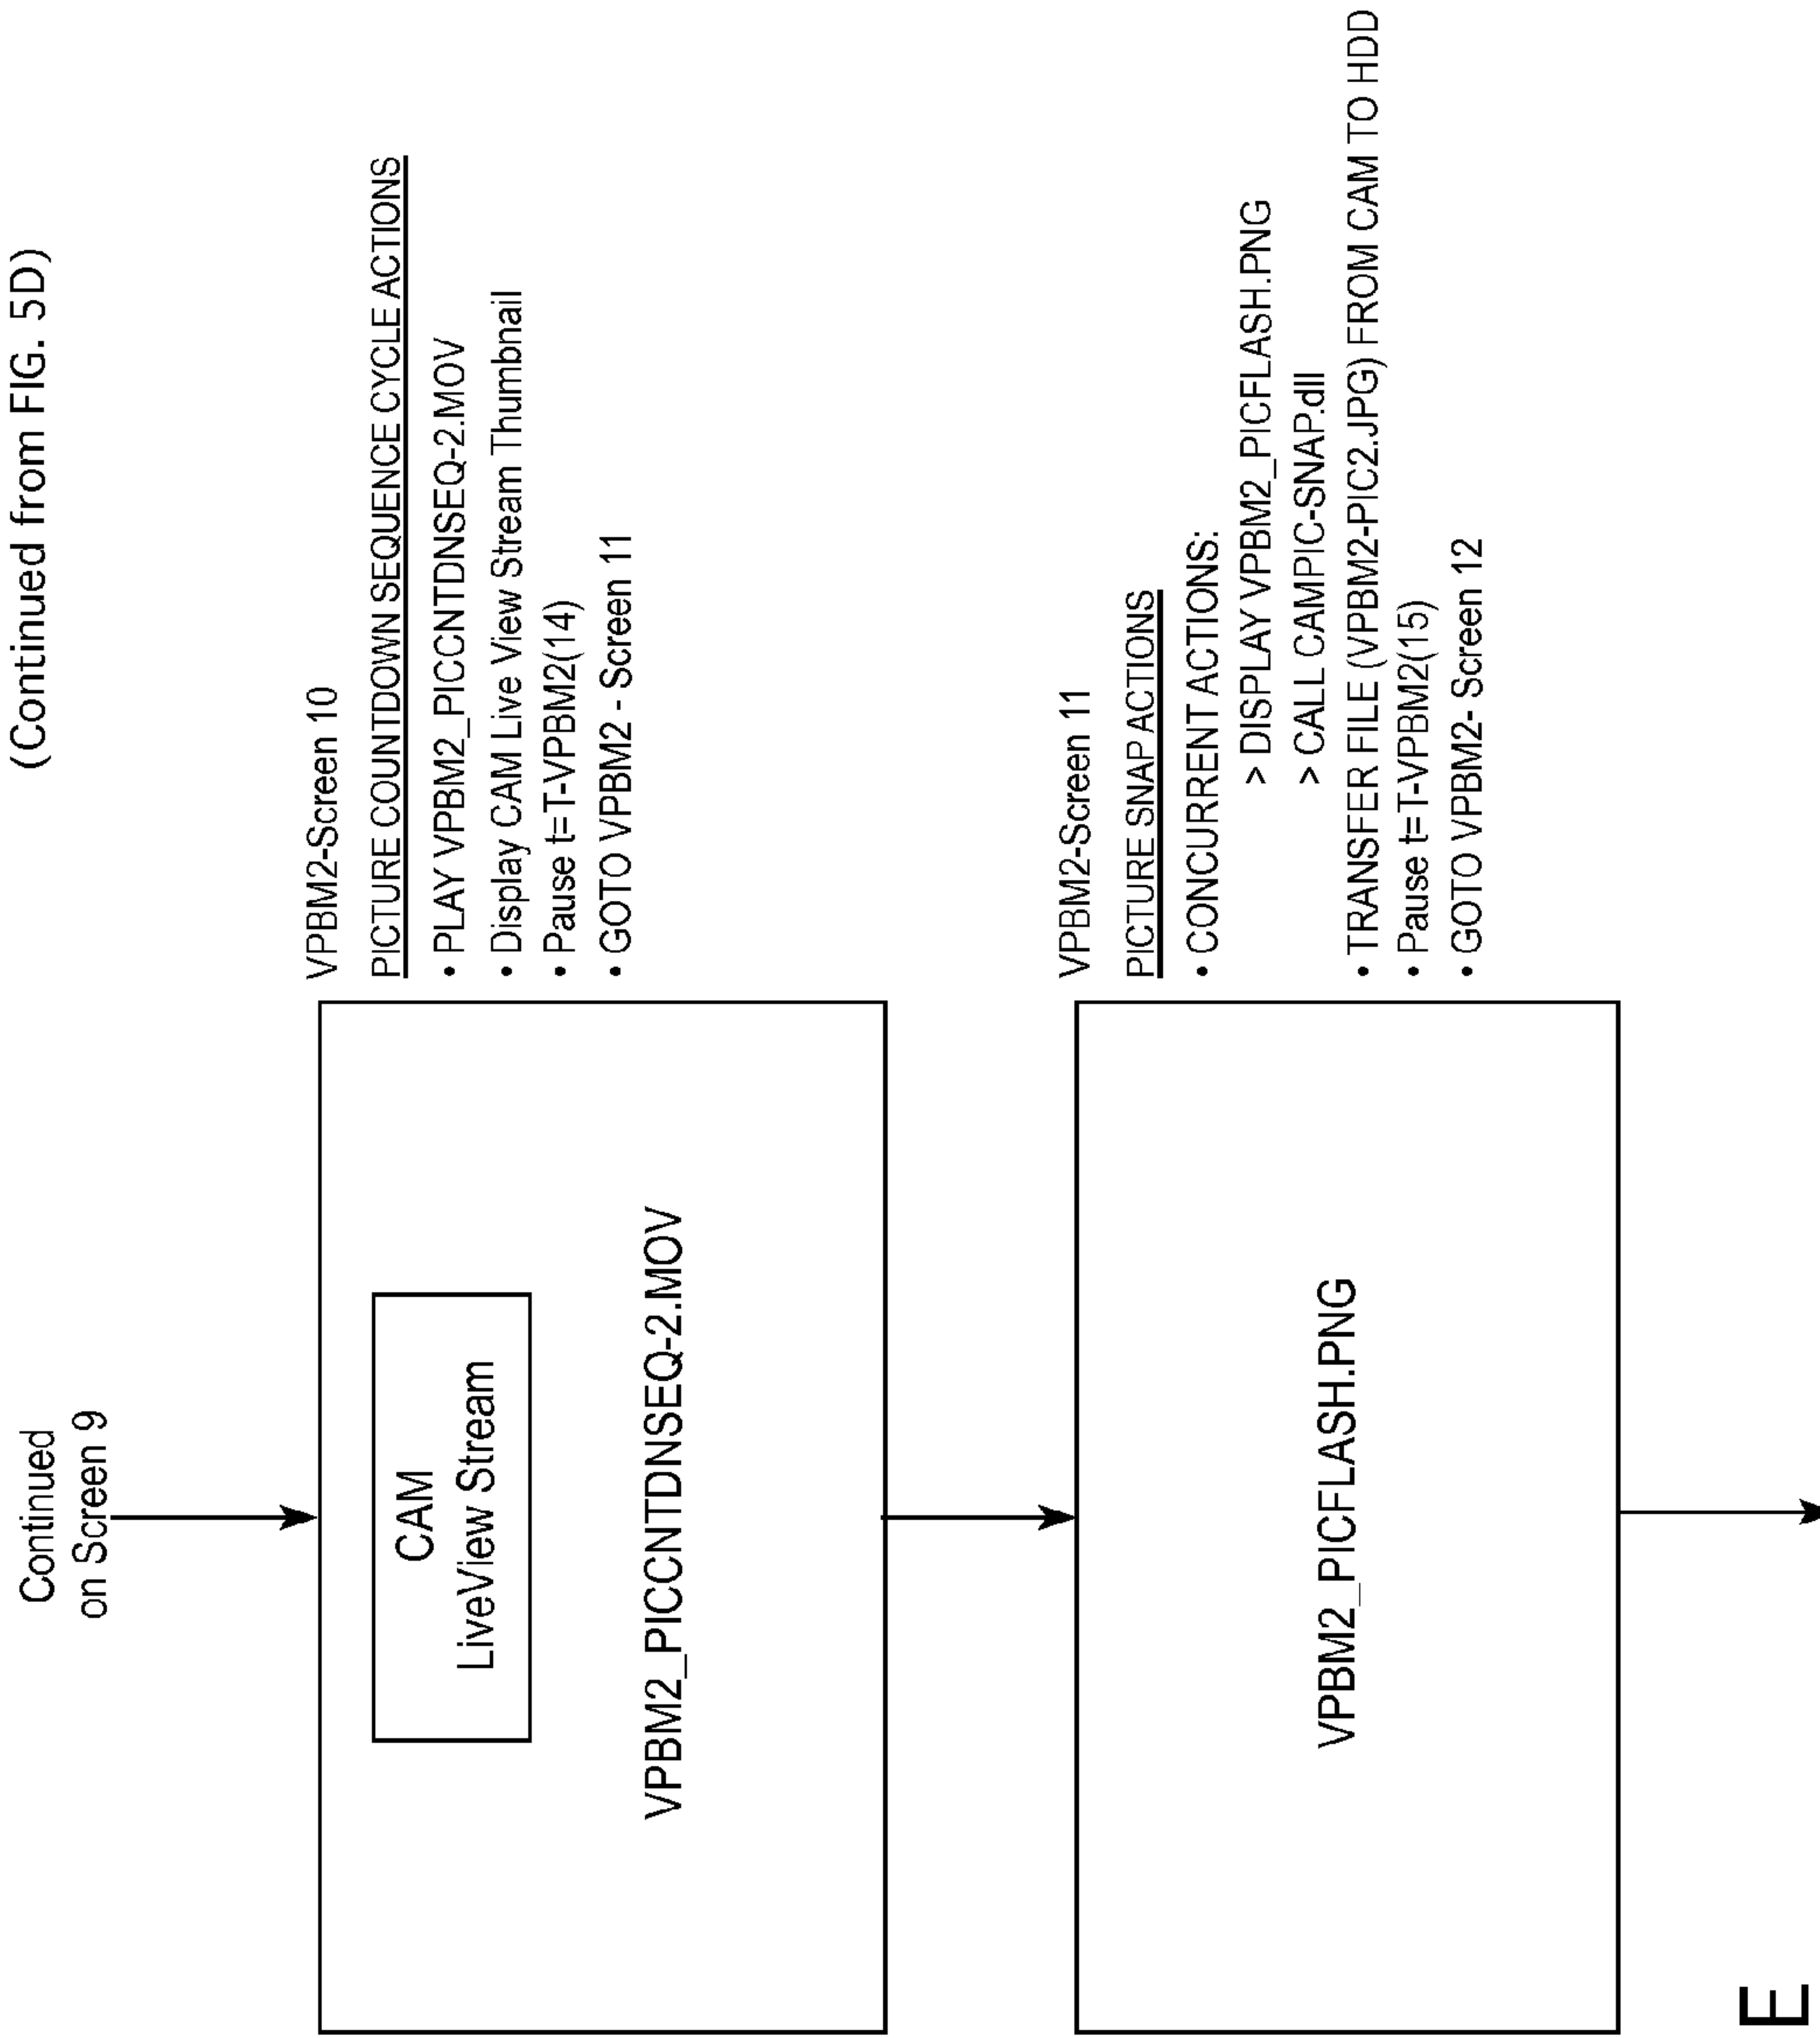 (Continued from FIG. 5D)
Continued
on Screen 9
CAM
LiveView Stream
VPBM2_PICCNTDNSEQ-2.MOV
VPBM2-Screen 10
PICTURE COUNTDOWN SEQUENCE CYCLE ACTIONS
• PLAY VPBM2_PICCNTDNSEQ-2.MOV
• Display CAM Live View Stream Thumbnail
• Pause t=T-VPBM2(14)
• GOTO VPBM2 - Screen 11
VPBM2_PICFLASH.PNG
VPBM2-Screen 11
PICTURE SNAP ACTIONS
• CONCURRENT ACTIONS:
> DISPLAY VPBM2_PICFLASH.PNG
> CALL CAMPIC-SNAP.dll
• TRANSFER FILE (VPBM2-PIC2.JPG) FROM CAM TO HDD
• Pause t=T-VPBM2(15)
• GOTO VPBM2- Screen 12
E